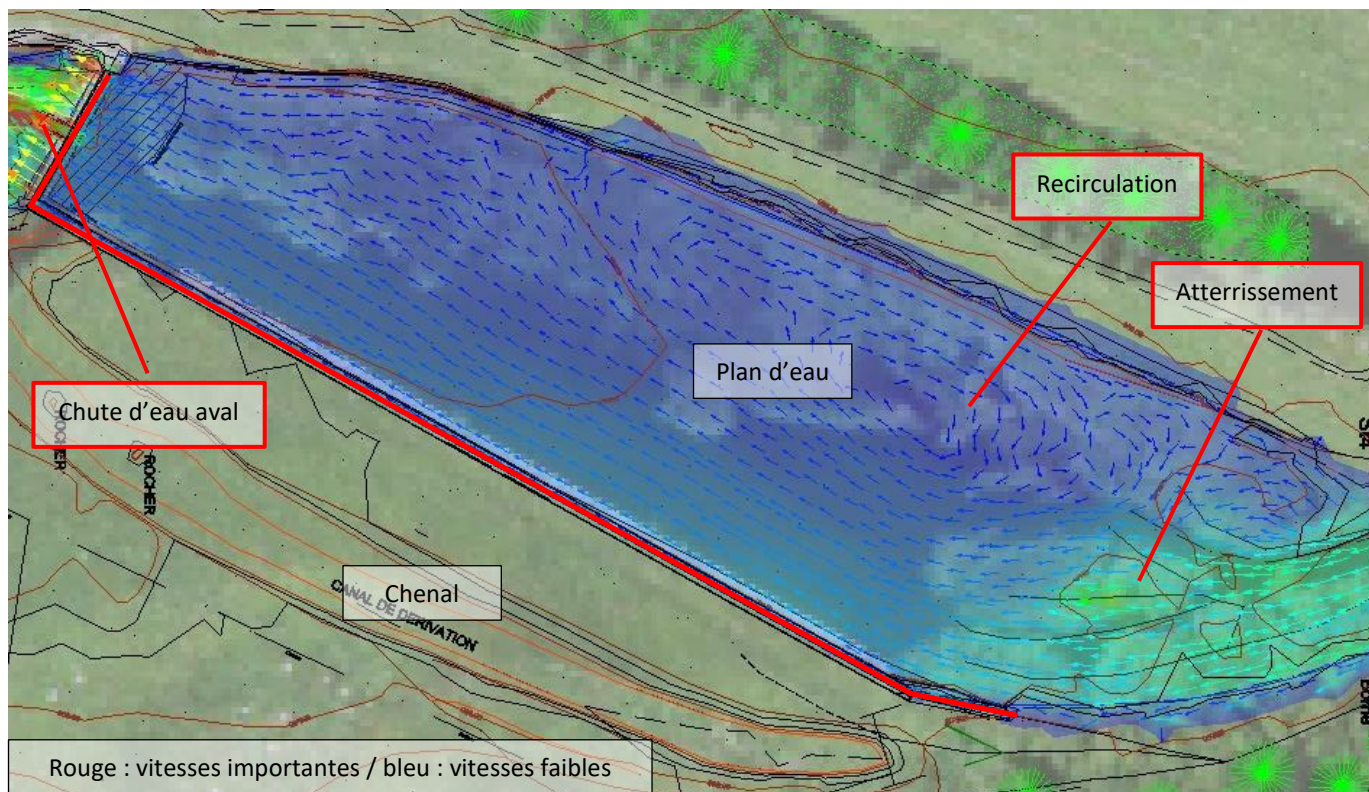 Recirculation
Atterrissement
Plan d’eau
Chute d’eau aval
ROCHER
ROCHER
Chenal
CANAL DE DERIVATION
Rouge : vitesses importantes / bleu : vitesses faibles